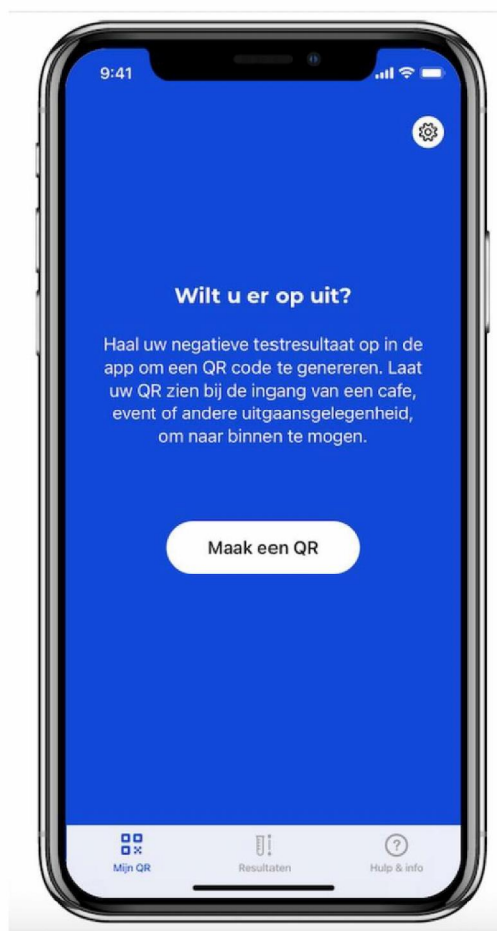 9:41
Wilt u er op uit?
Haal uw negatieve testresultaat op in de
app om een QR code te genereren. Laat
uw QR zien bij de ingang van een cafe,
event of andere uitgaansgelegenheid,
om naar binnen te mogen.
Maak een QR
Mijn QR
Resultaten
Hulp & info